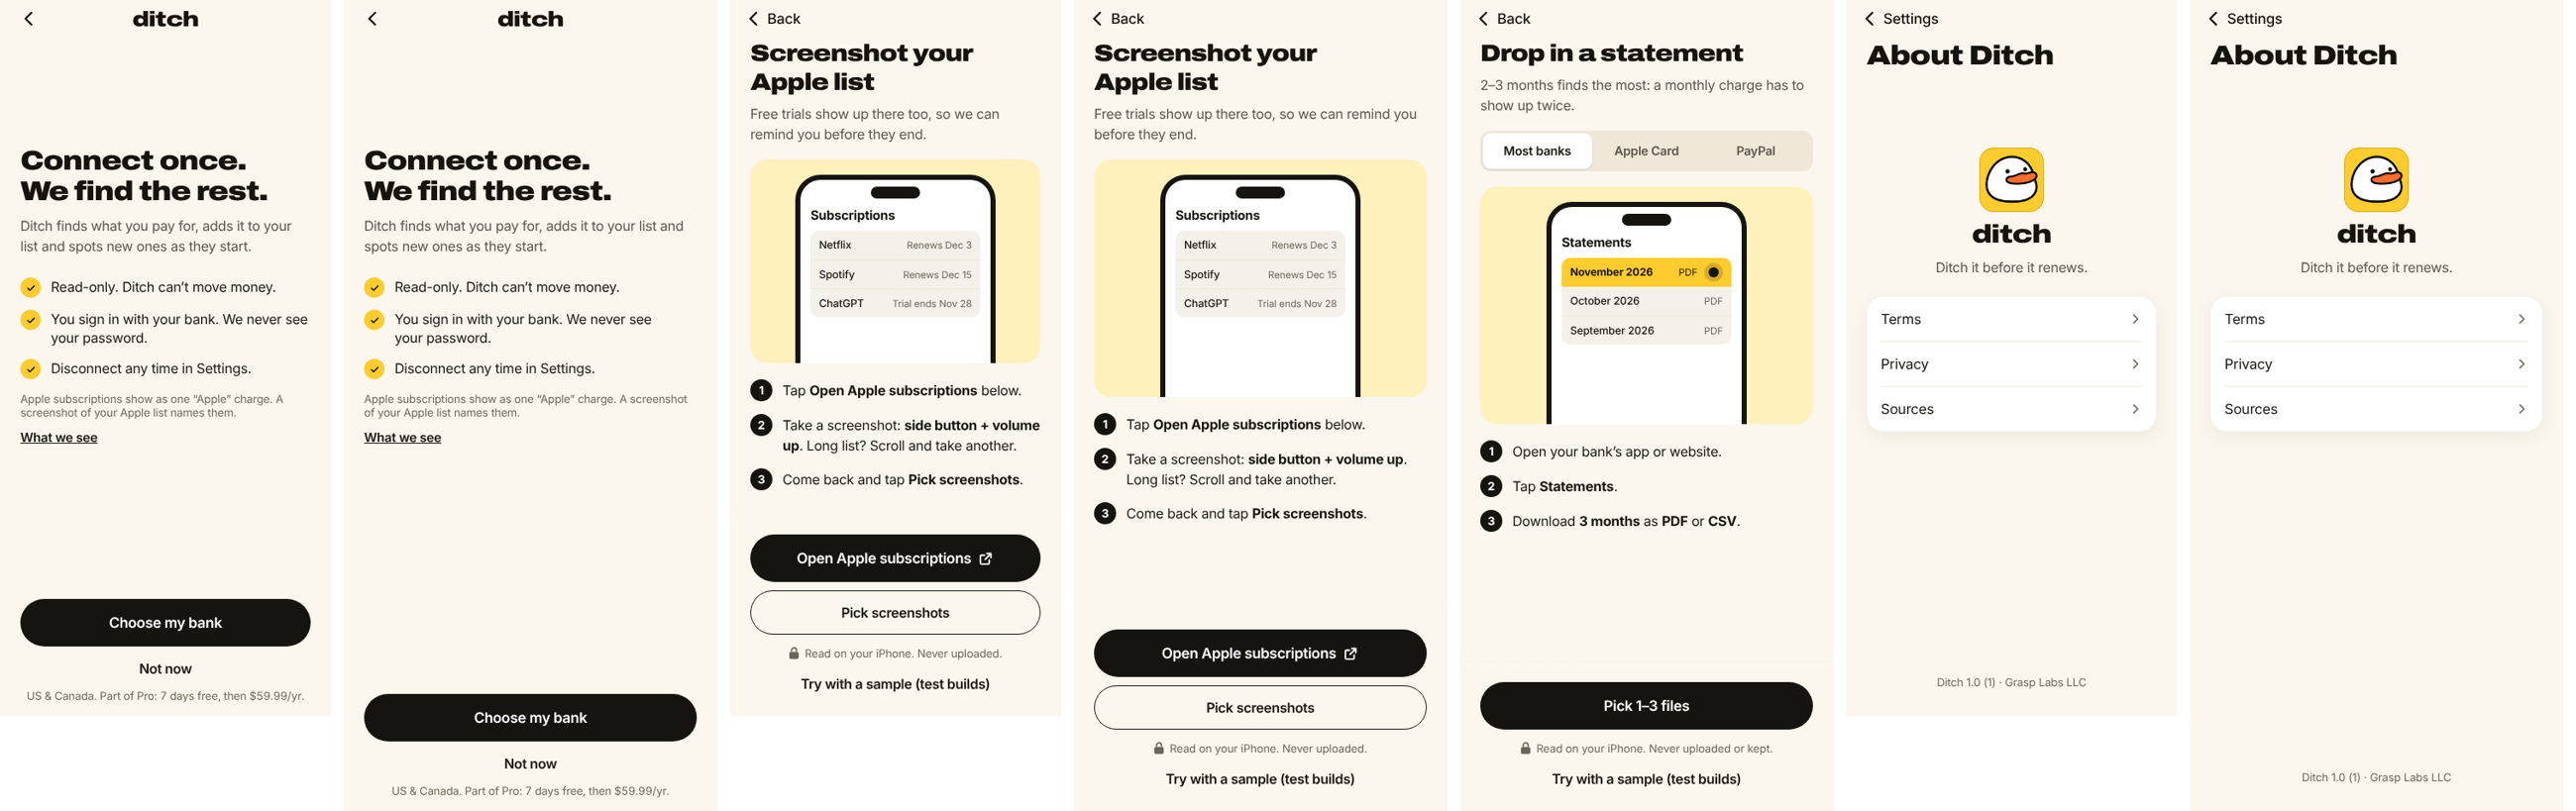 ditch
Connect once.
We find the rest.
Ditch finds what you pay for, adds it to your
list and spots new ones as they start.
Read-only. Ditch can’t move money.
You sign in with your bank. We never see
your password.
Disconnect any time in Settings.
Apple subscriptions show as one “Apple” charge. A
screenshot of your Apple list names them.
What we see
Choose my bank
Not now
US & Canada. Part of Pro: 7 days free, then $59.99/yr.
ditch
Connect once.
We find the rest.
Ditch finds what you pay for, adds it to your list and
spots new ones as they start.
Read-only. Ditch can’t move money.
You sign in with your bank. We never see
your password.
Disconnect any time in Settings.
Apple subscriptions show as one “Apple” charge. A screenshot
of your Apple list names them.
What we see
Choose my bank
Not now
US & Canada. Part of Pro: 7 days free, then $59.99/yr.
Back
Screenshot your
Apple list
Free trials show up there too, so we can
remind you before they end.
Subscriptions
Netflix Renews Dec 3
Spotify Renews Dec 15
ChatGPT Trial ends Nov 28
1 Tap Open Apple subscriptions below.
2 Take a screenshot: side button + volume
up. Long list? Scroll and take another.
3 Come back and tap Pick screenshots.
Open Apple subscriptions
Pick screenshots
Read on your iPhone. Never uploaded.
Try with a sample (test builds)
Back
Screenshot your
Apple list
Free trials show up there too, so we can remind you
before they end.
Subscriptions
Netflix Renews Dec 3
Spotify Renews Dec 15
ChatGPT Trial ends Nov 28
1 Tap Open Apple subscriptions below.
2 Take a screenshot: side button + volume up.
Long list? Scroll and take another.
3 Come back and tap Pick screenshots.
Open Apple subscriptions
Pick screenshots
Read on your iPhone. Never uploaded.
Try with a sample (test builds)
Back
Drop in a statement
2–3 months finds the most: a monthly charge has to
show up twice.
Most banks Apple Card PayPal
Statements
November 2026 PDF
October 2026 PDF
September 2026 PDF
1 Open your bank’s app or website.
2 Tap Statements.
3 Download 3 months as PDF or CSV.
Pick 1–3 files
Read on your iPhone. Never uploaded or kept.
Try with a sample (test builds)
Settings
About Ditch
ditch
Ditch it before it renews.
Terms
Privacy
Sources
Ditch 1.0 (1) · Grasp Labs LLC
Settings
About Ditch
ditch
Ditch it before it renews.
Terms
Privacy
Sources
Ditch 1.0 (1) · Grasp Labs LLC